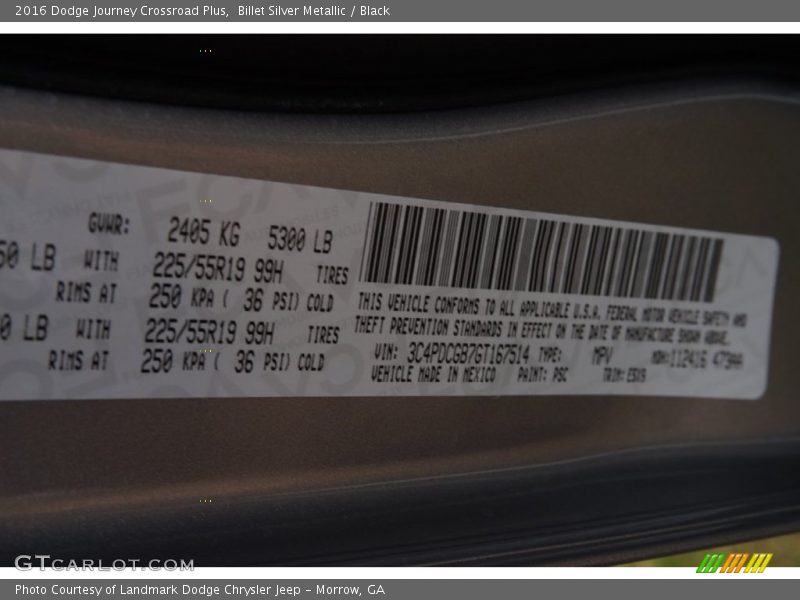 2016 Dodge Journey Crossroad Plus,  Billet Silver Metallic / Black
GVWR: 2405 KG 5300 LB
50 LB WITH 225/55R19 99H TIRES
RIMS AT 250 KPA ( 36 PSI) COLD
0 LB WITH 225/55R19 99H TIRES
RIMS AT 250 KPA ( 36 PSI) COLD
THIS VEHICLE CONFORMS TO ALL APPLICABLE U.S.A. FEDERAL MOTOR VEHICLE SAFETY AND
THEFT PREVENTION STANDARDS IN EFFECT ON THE DATE OF MANUFACTURE SHOWN ABOVE.
VIN: 3C4PDCGB7GT167514 TYPE: MPV MDH:112416 473AA
VEHICLE MADE IN MEXICO PAINT: PSC TRIM:
GTCARLOT.COM
Photo Courtesy of Landmark Dodge Chrysler Jeep – Morrow, GA